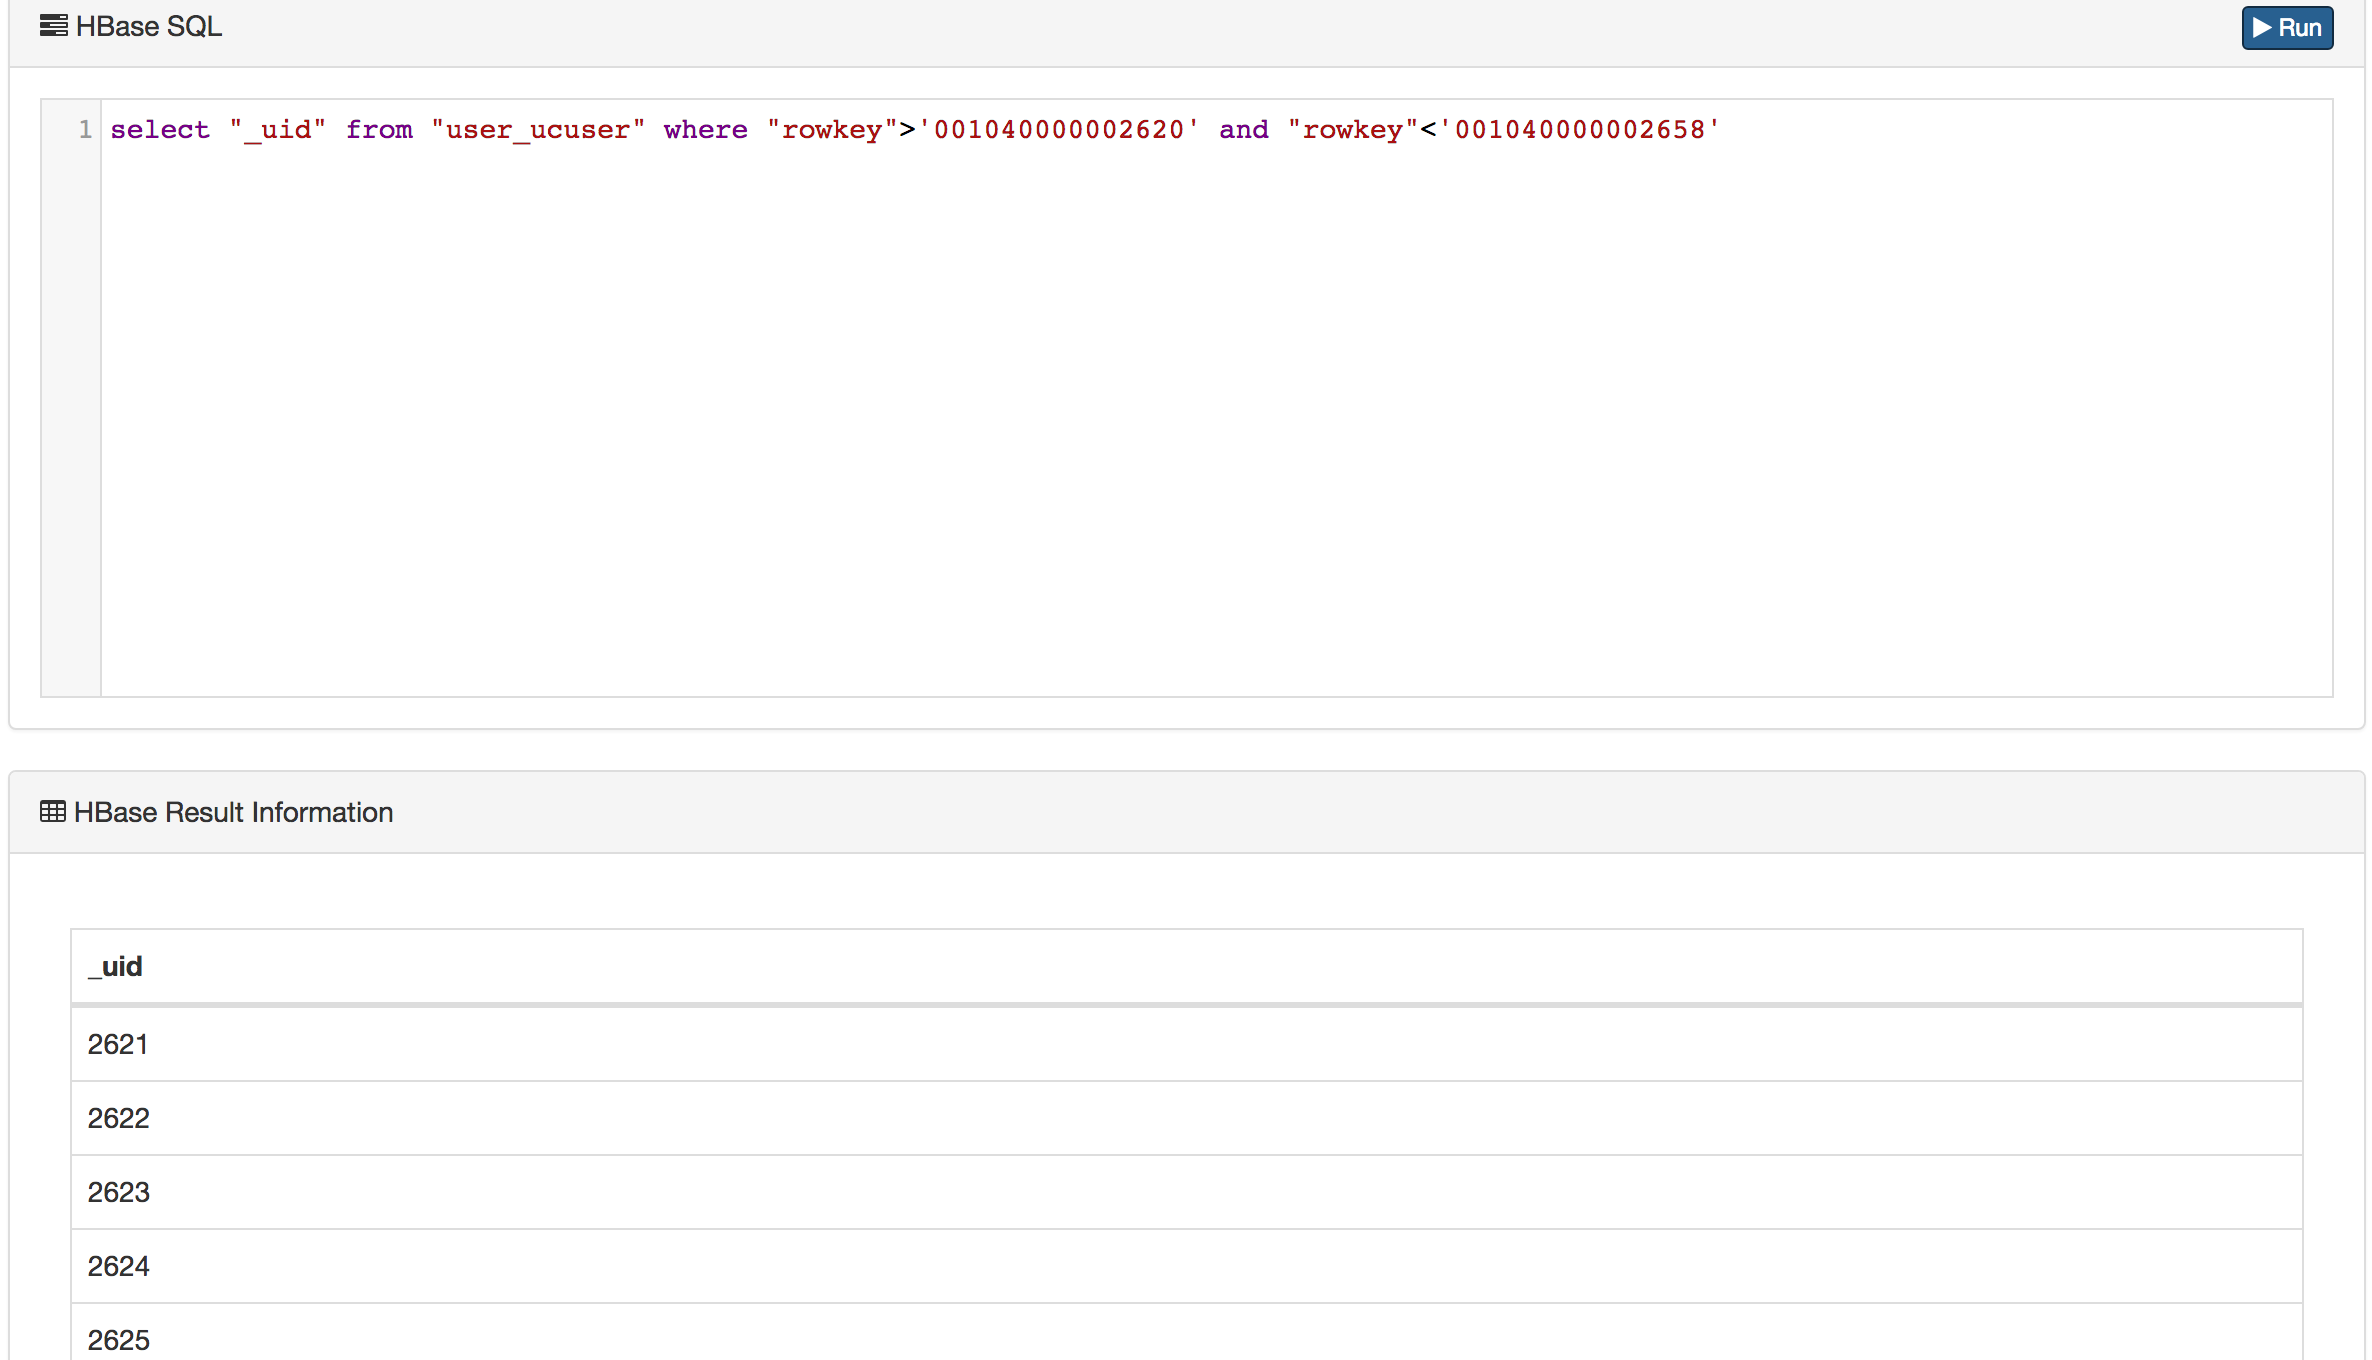 HBase SQL
Run
1 select "_uid" from "user_ucuser" where "rowkey">'001040000002620' and "rowkey"<'001040000002658'
HBase Result Information
_uid
2621
2622
2623
2624
2625